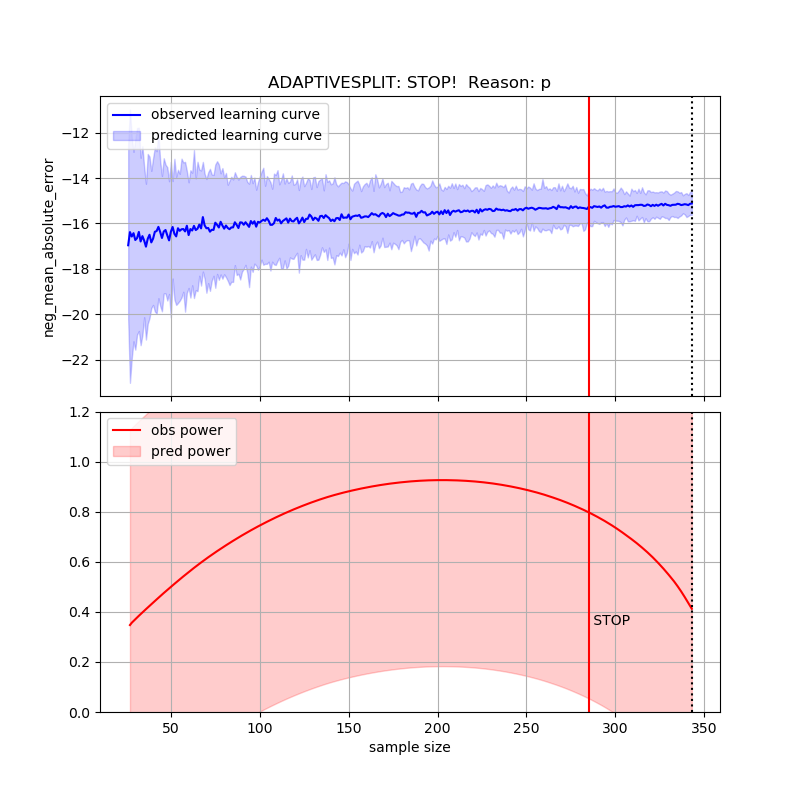 ADAPTIVESPLIT: STOP!  Reason: p
observed learning curve
predicted learning curve
neg_mean_absolute_error
−12
−14
−16
−18
−20
−22
obs power
pred power
1.2
1.0
0.8
0.6
0.4
0.2
0.0
STOP
50 100 150 200 250 300 350
sample size